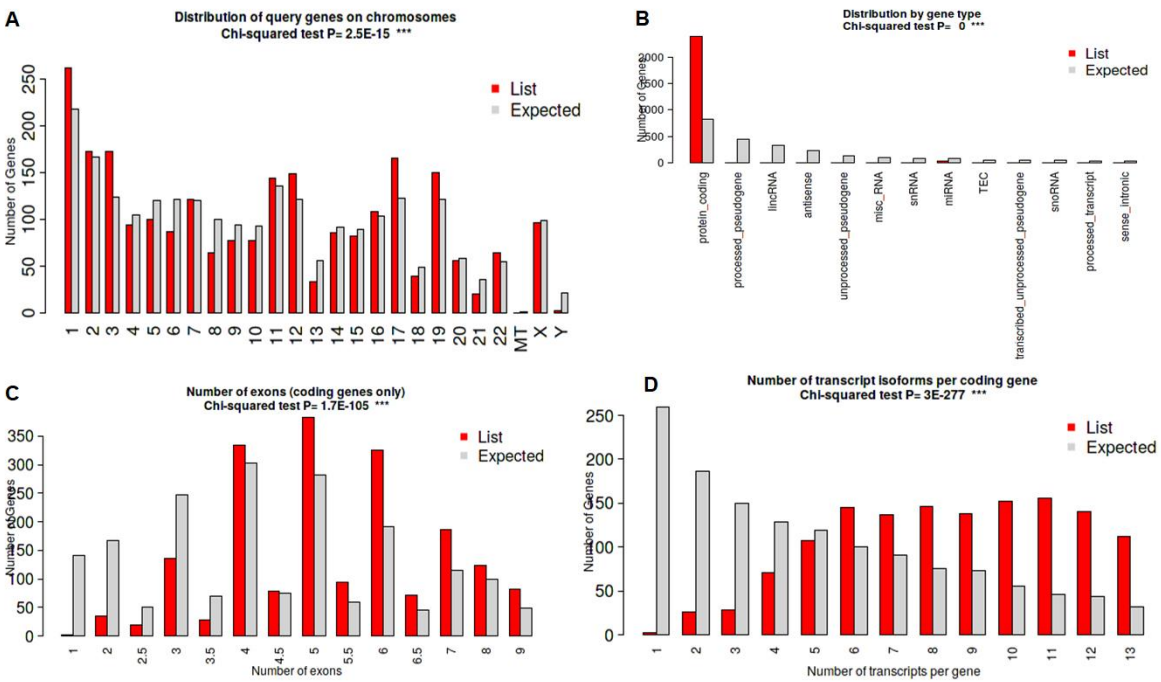 A
Distribution of query genes on chromosomes
Chi-squared test P= 2.5E-15 ***
List
Expected
Number of Genes
0 50 100 150 200 250
1 2 3 4 5 6 7 8 9 10 11 12 13 14 15 16 17 18 19 20 21 22 MT X Y
B
Distribution by gene type
Chi-squared test P= 0 ***
List
Expected
Number of Genes
protein_coding
processed_pseudogene
lincRNA
antisense
unprocessed_pseudogene
misc_RNA
snRNA
miRNA
TEC
transcribed_unprocessed_pseudogene
snoRNA
processed_transcript
sense_intronic
2000
1500
1000
500
0
C
Number of exons (coding genes only)
Chi-squared test P= 1.7E-105 ***
List
Expected
Number of Genes
350
300
250
200
150
100
50
0
1 2 2.5 3 3.5 4 4.5 5 5.5 6 6.5 7 8 9
Number of exons
D
Number of transcript isoforms per coding gene
Chi-squared test P= 3E-277 ***
List
Expected
Number of Genes
250
200
150
100
50
0
1 2 3 4 5 6 7 8 9 10 11 12 13
Number of transcripts per gene